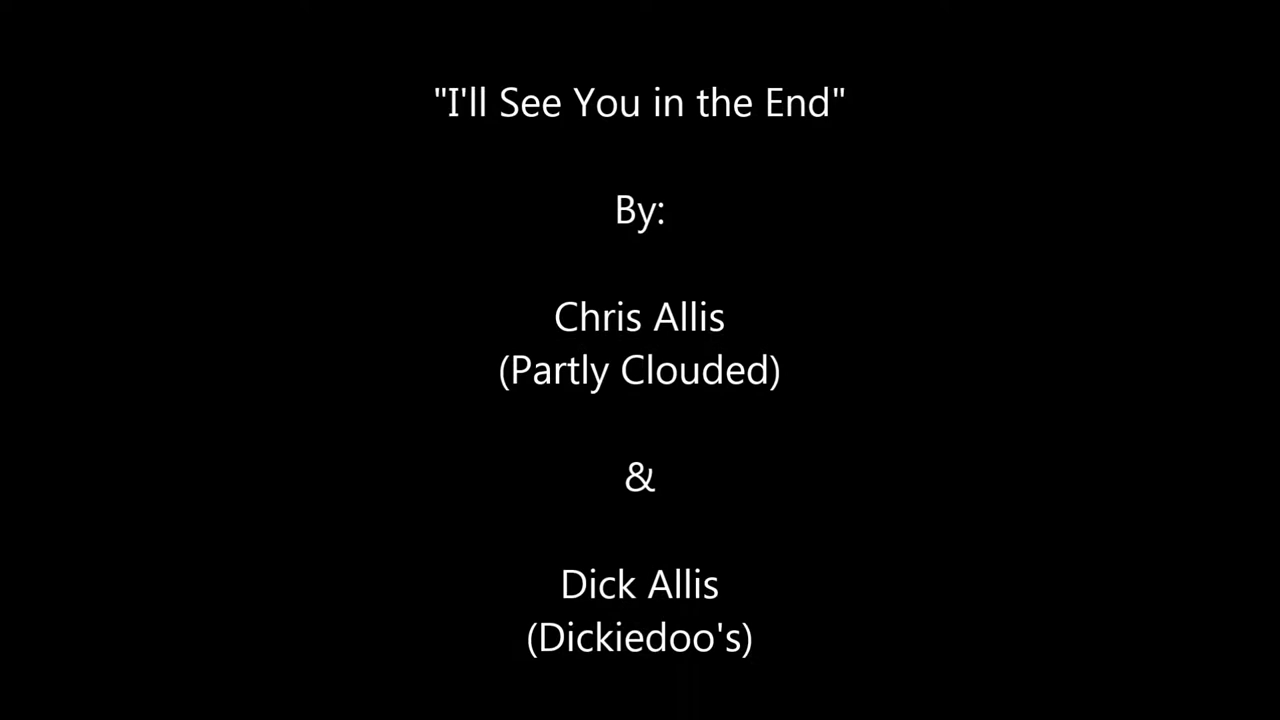 "I'll See You in the End"
By:
Chris Allis
(Partly Clouded)
&
Dick Allis
(Dickiedoo's)